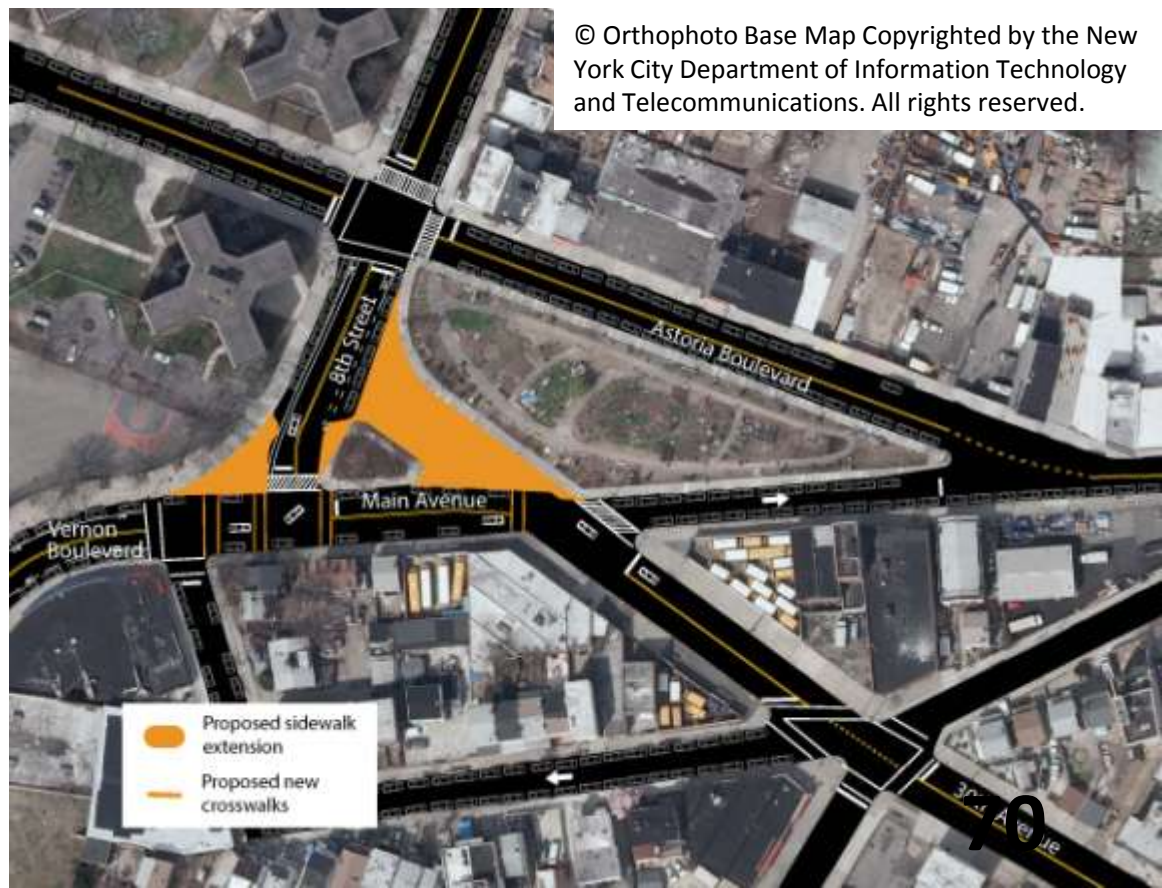 © Orthophoto Base Map Copyrighted by the New
York City Department of Information Technology
and Telecommunications. All rights reserved.
8th Street
Astoria Boulevard
Main Avenue
Vernon
Boulevard
Proposed sidewalk
extension
Proposed new
crosswalks
Avenue
70